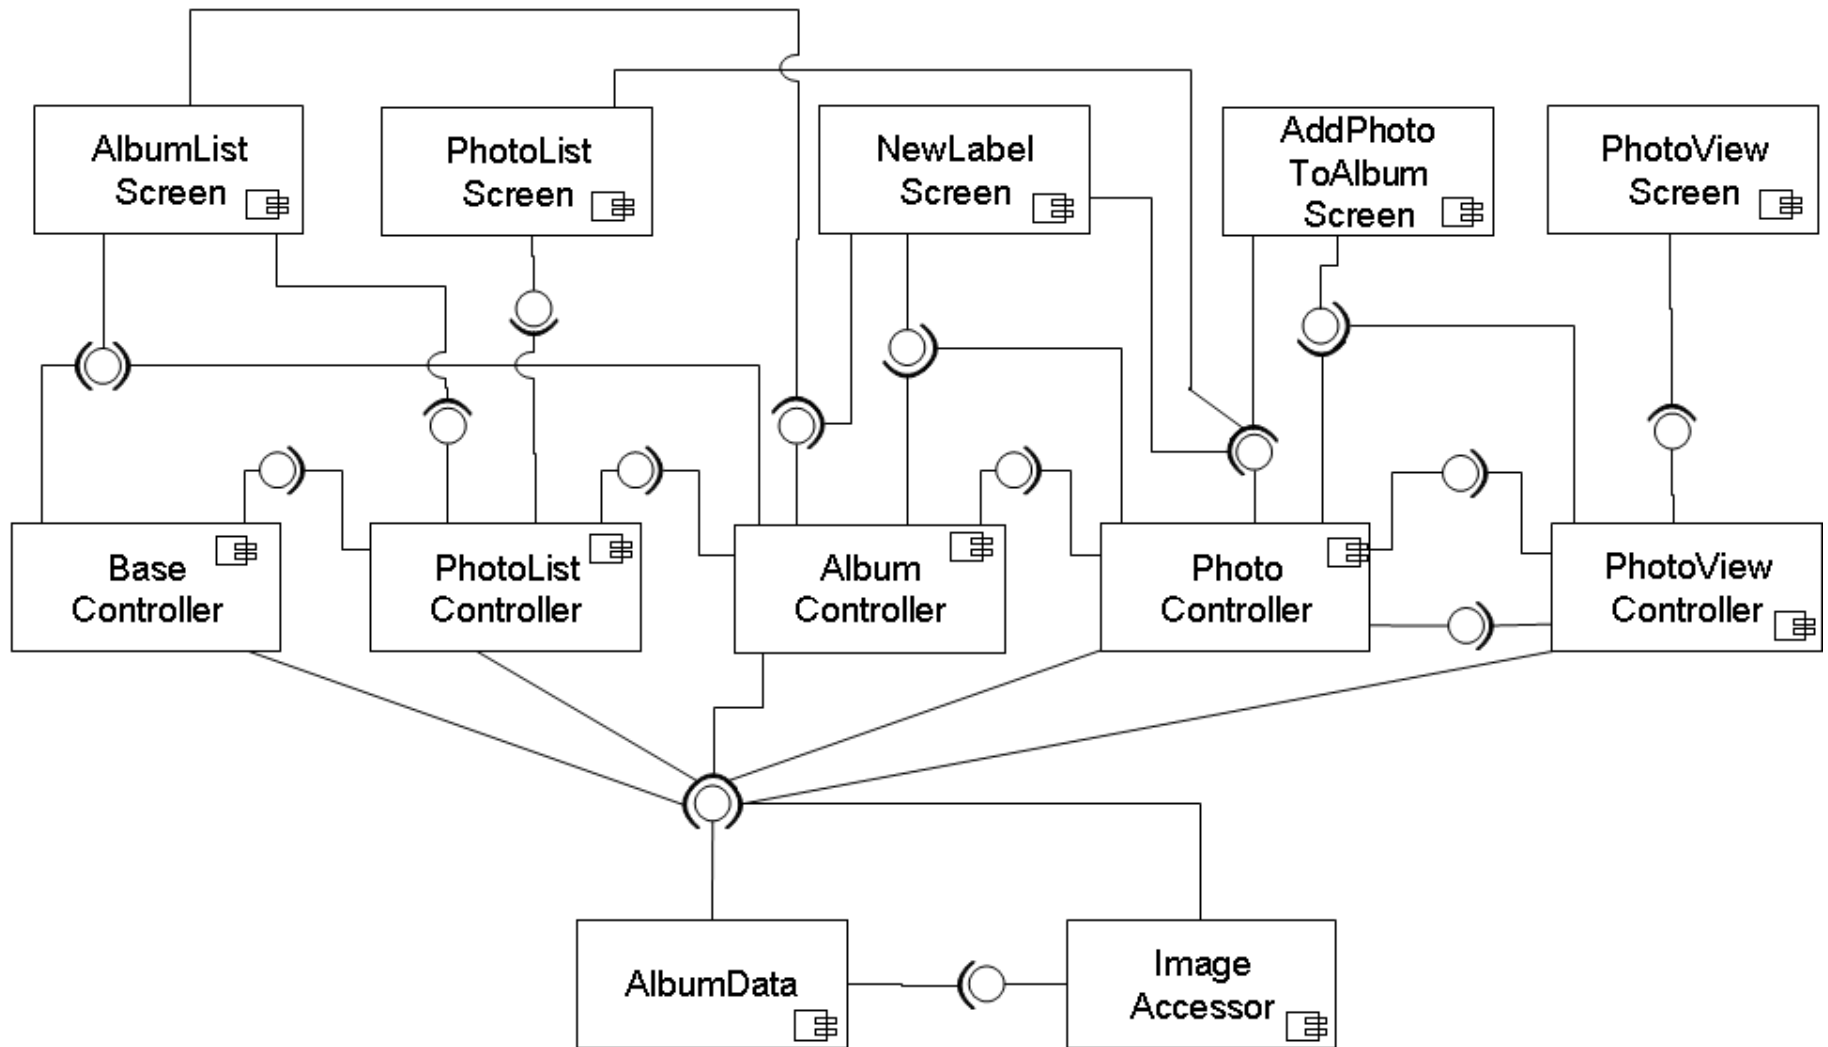 AlbumList
Screen
PhotoList
Screen
NewLabel
Screen
AddPhoto
ToAlbum
Screen
PhotoView
Screen
Base
Controller
PhotoList
Controller
Album
Controller
Photo
Controller
PhotoView
Controller
AlbumData
Image
Accessor